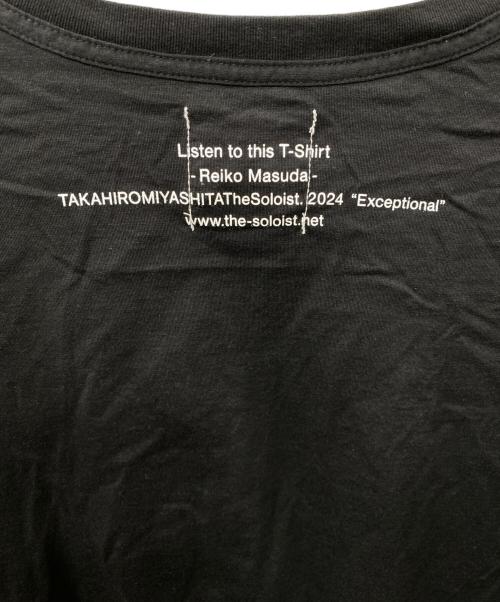 Listen to this T-Shirt
- Reiko Masuda -
TAKAHIROMIYASHITATheSoloist. 2024 “Exceptional”
www.the-soloist.net